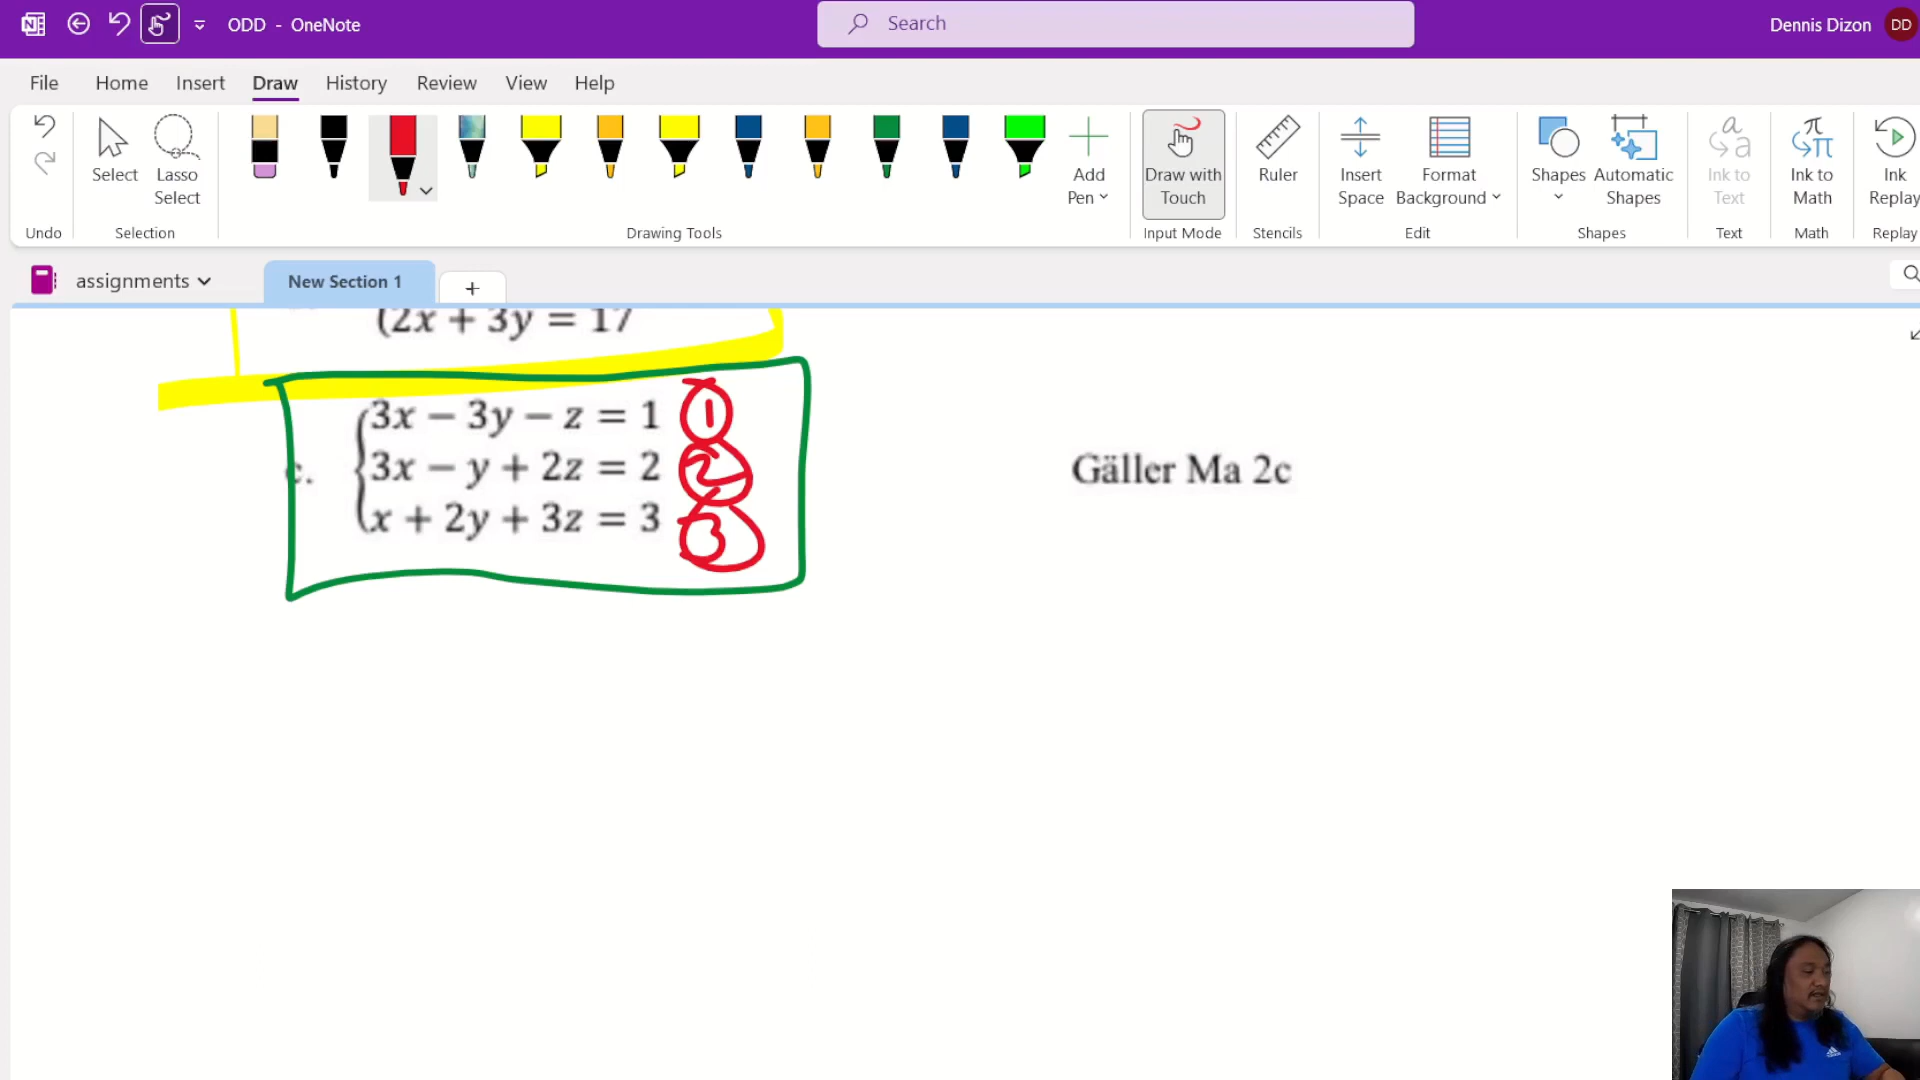 ODD - OneNote
Search
Dennis Dizon
DD
File Home Insert Draw History Review View Help
Select
Lasso Select
Add Pen
Draw with Touch
Ruler
Insert Space
Format Background
Shapes
Automatic Shapes
Ink to Text
Ink to Math
Ink Replay
Undo Selection Drawing Tools Input Mode Stencils Edit Shapes Text Math Replay
assignments
New Section 1
+
(2x + 3y = 17
3x − 3y − z = 1 1
c. 3x − y + 2z = 2 2
x + 2y + 3z = 3 3
Gäller Ma 2c